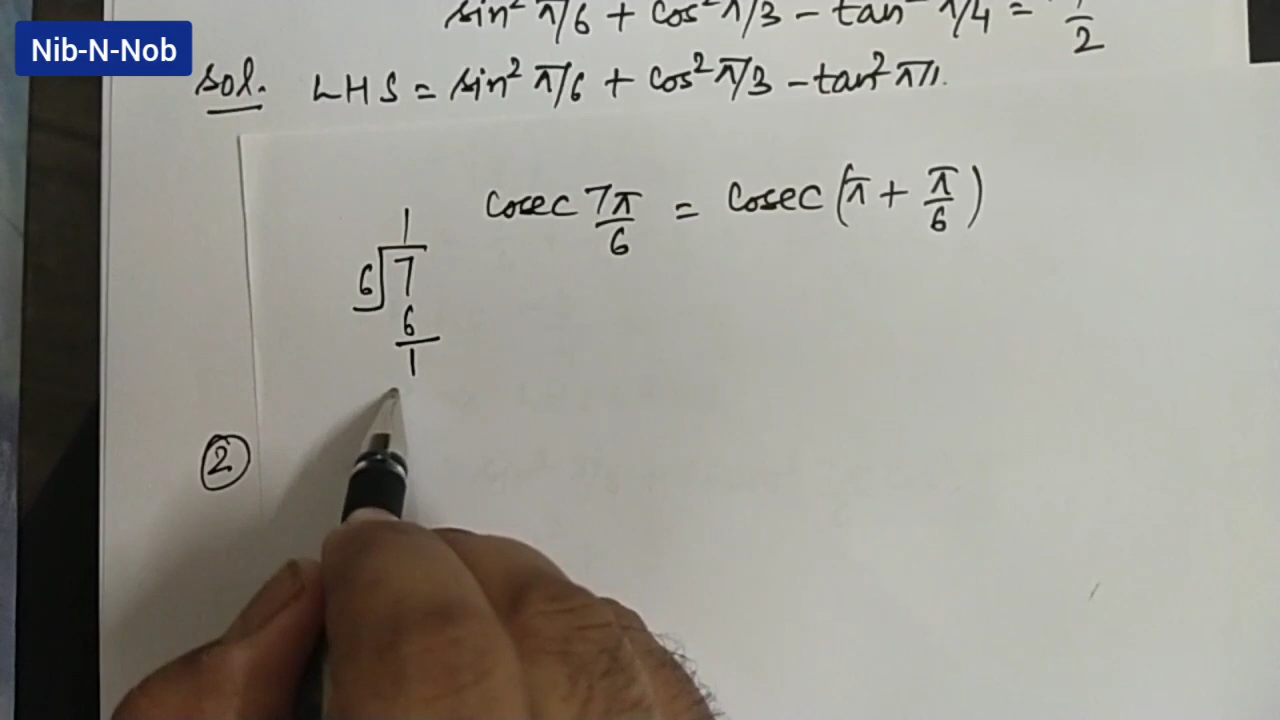 sin² π/6 + cos² π/3 - tan² π/4 = -1/2
Nib-N-Nob
sol. LHS = sin² π/6 + cos² π/3 - tan² π
cosec 7π/6 = cosec (π + π/6)
1
6 7
6
1
2